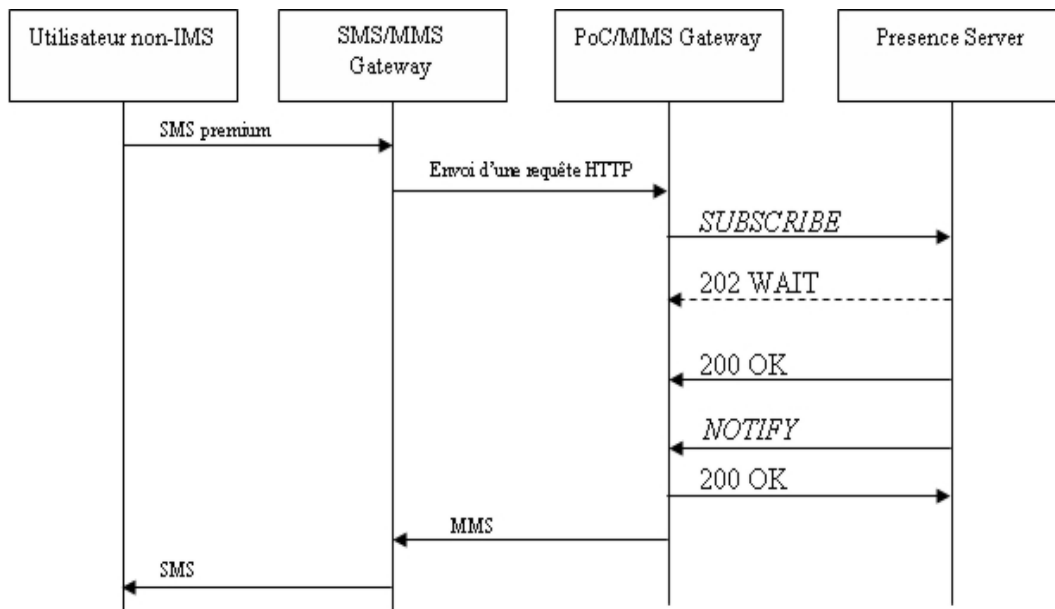 Utilisateur non-IMS
SMS/MMS
Gateway
PoC/MMS Gateway
Presence Server
SMS premium
Envoi d'une requête HTTP
SUBSCRIBE
202 WAIT
200 OK
NOTIFY
200 OK
MMS
SMS